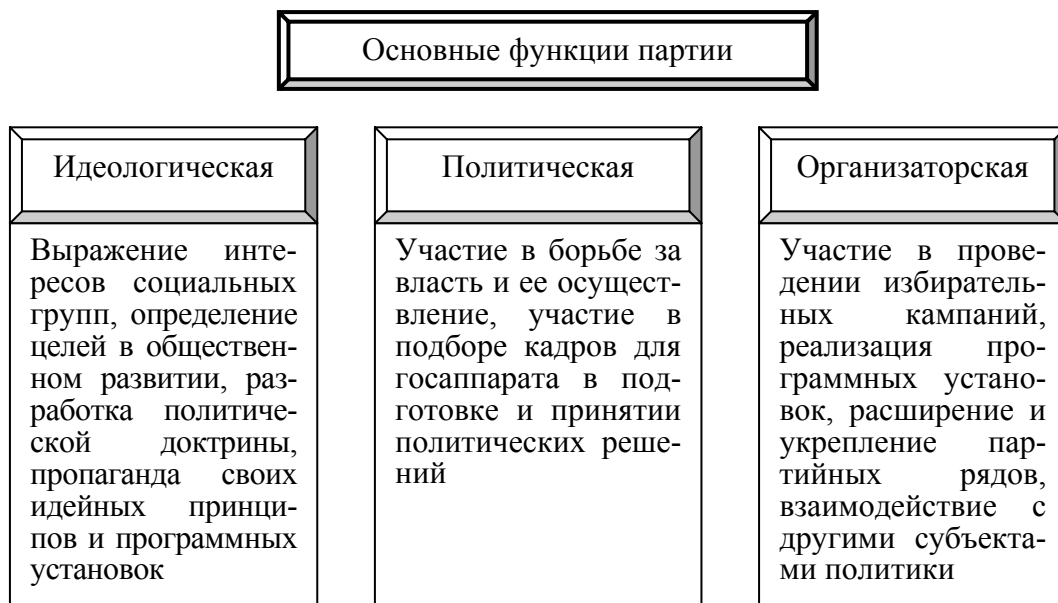 Основные функции партии
Идеологическая
Выражение инте-
ресов социальных
групп, определение
целей в обществен-
ном развитии, раз-
работка политиче-
ской доктрины,
пропаганда своих
идейных принци-
пов и программных
установок
Политическая
Участие в борьбе за
власть и ее осущест-
вление, участие в
подборе кадров для
госаппарата в под-
готовке и принятии
политических реше-
ний
Организаторская
Участие в прове-
дении избиратель-
ных кампаний,
реализация про-
граммных устано-
вок, расширение и
укрепление пар-
тийных рядов,
взаимодействие с
другими субъекта-
ми политики